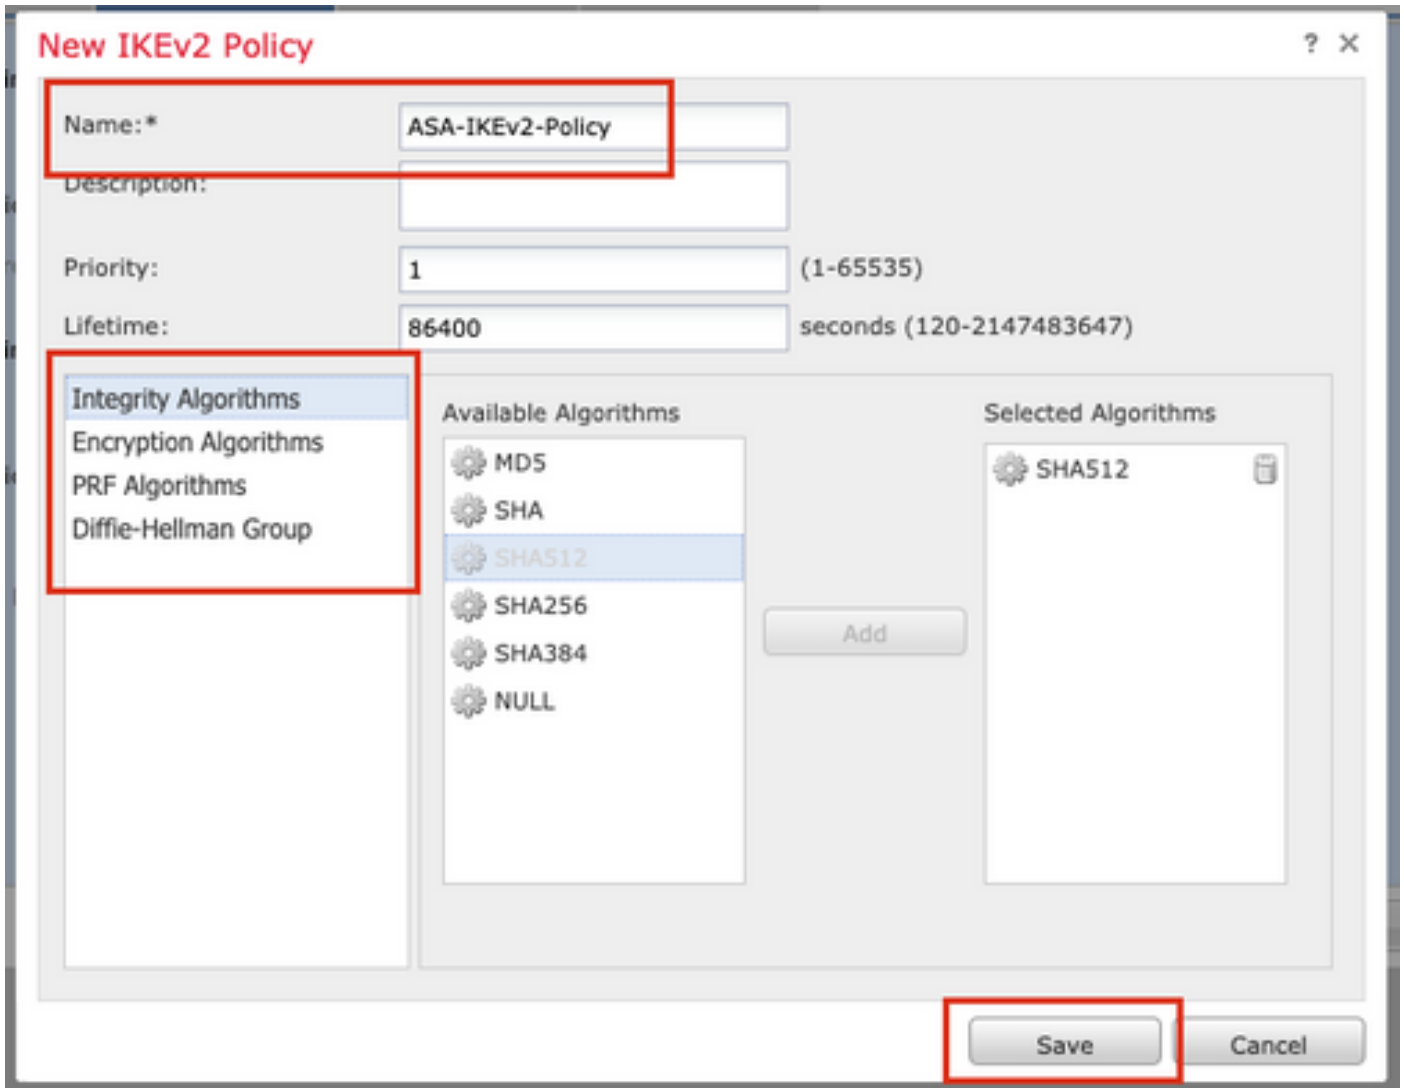 New IKEv2 Policy ? ×
Name:* ASA-IKEv2-Policy
Description:
Priority: 1 (1-65535)
Lifetime: 86400 seconds (120-2147483647)
Integrity Algorithms
Encryption Algorithms
PRF Algorithms
Diffie-Hellman Group
Available Algorithms
MD5
SHA
SHA512
SHA256
SHA384
NULL
Add
Selected Algorithms
SHA512
Save Cancel